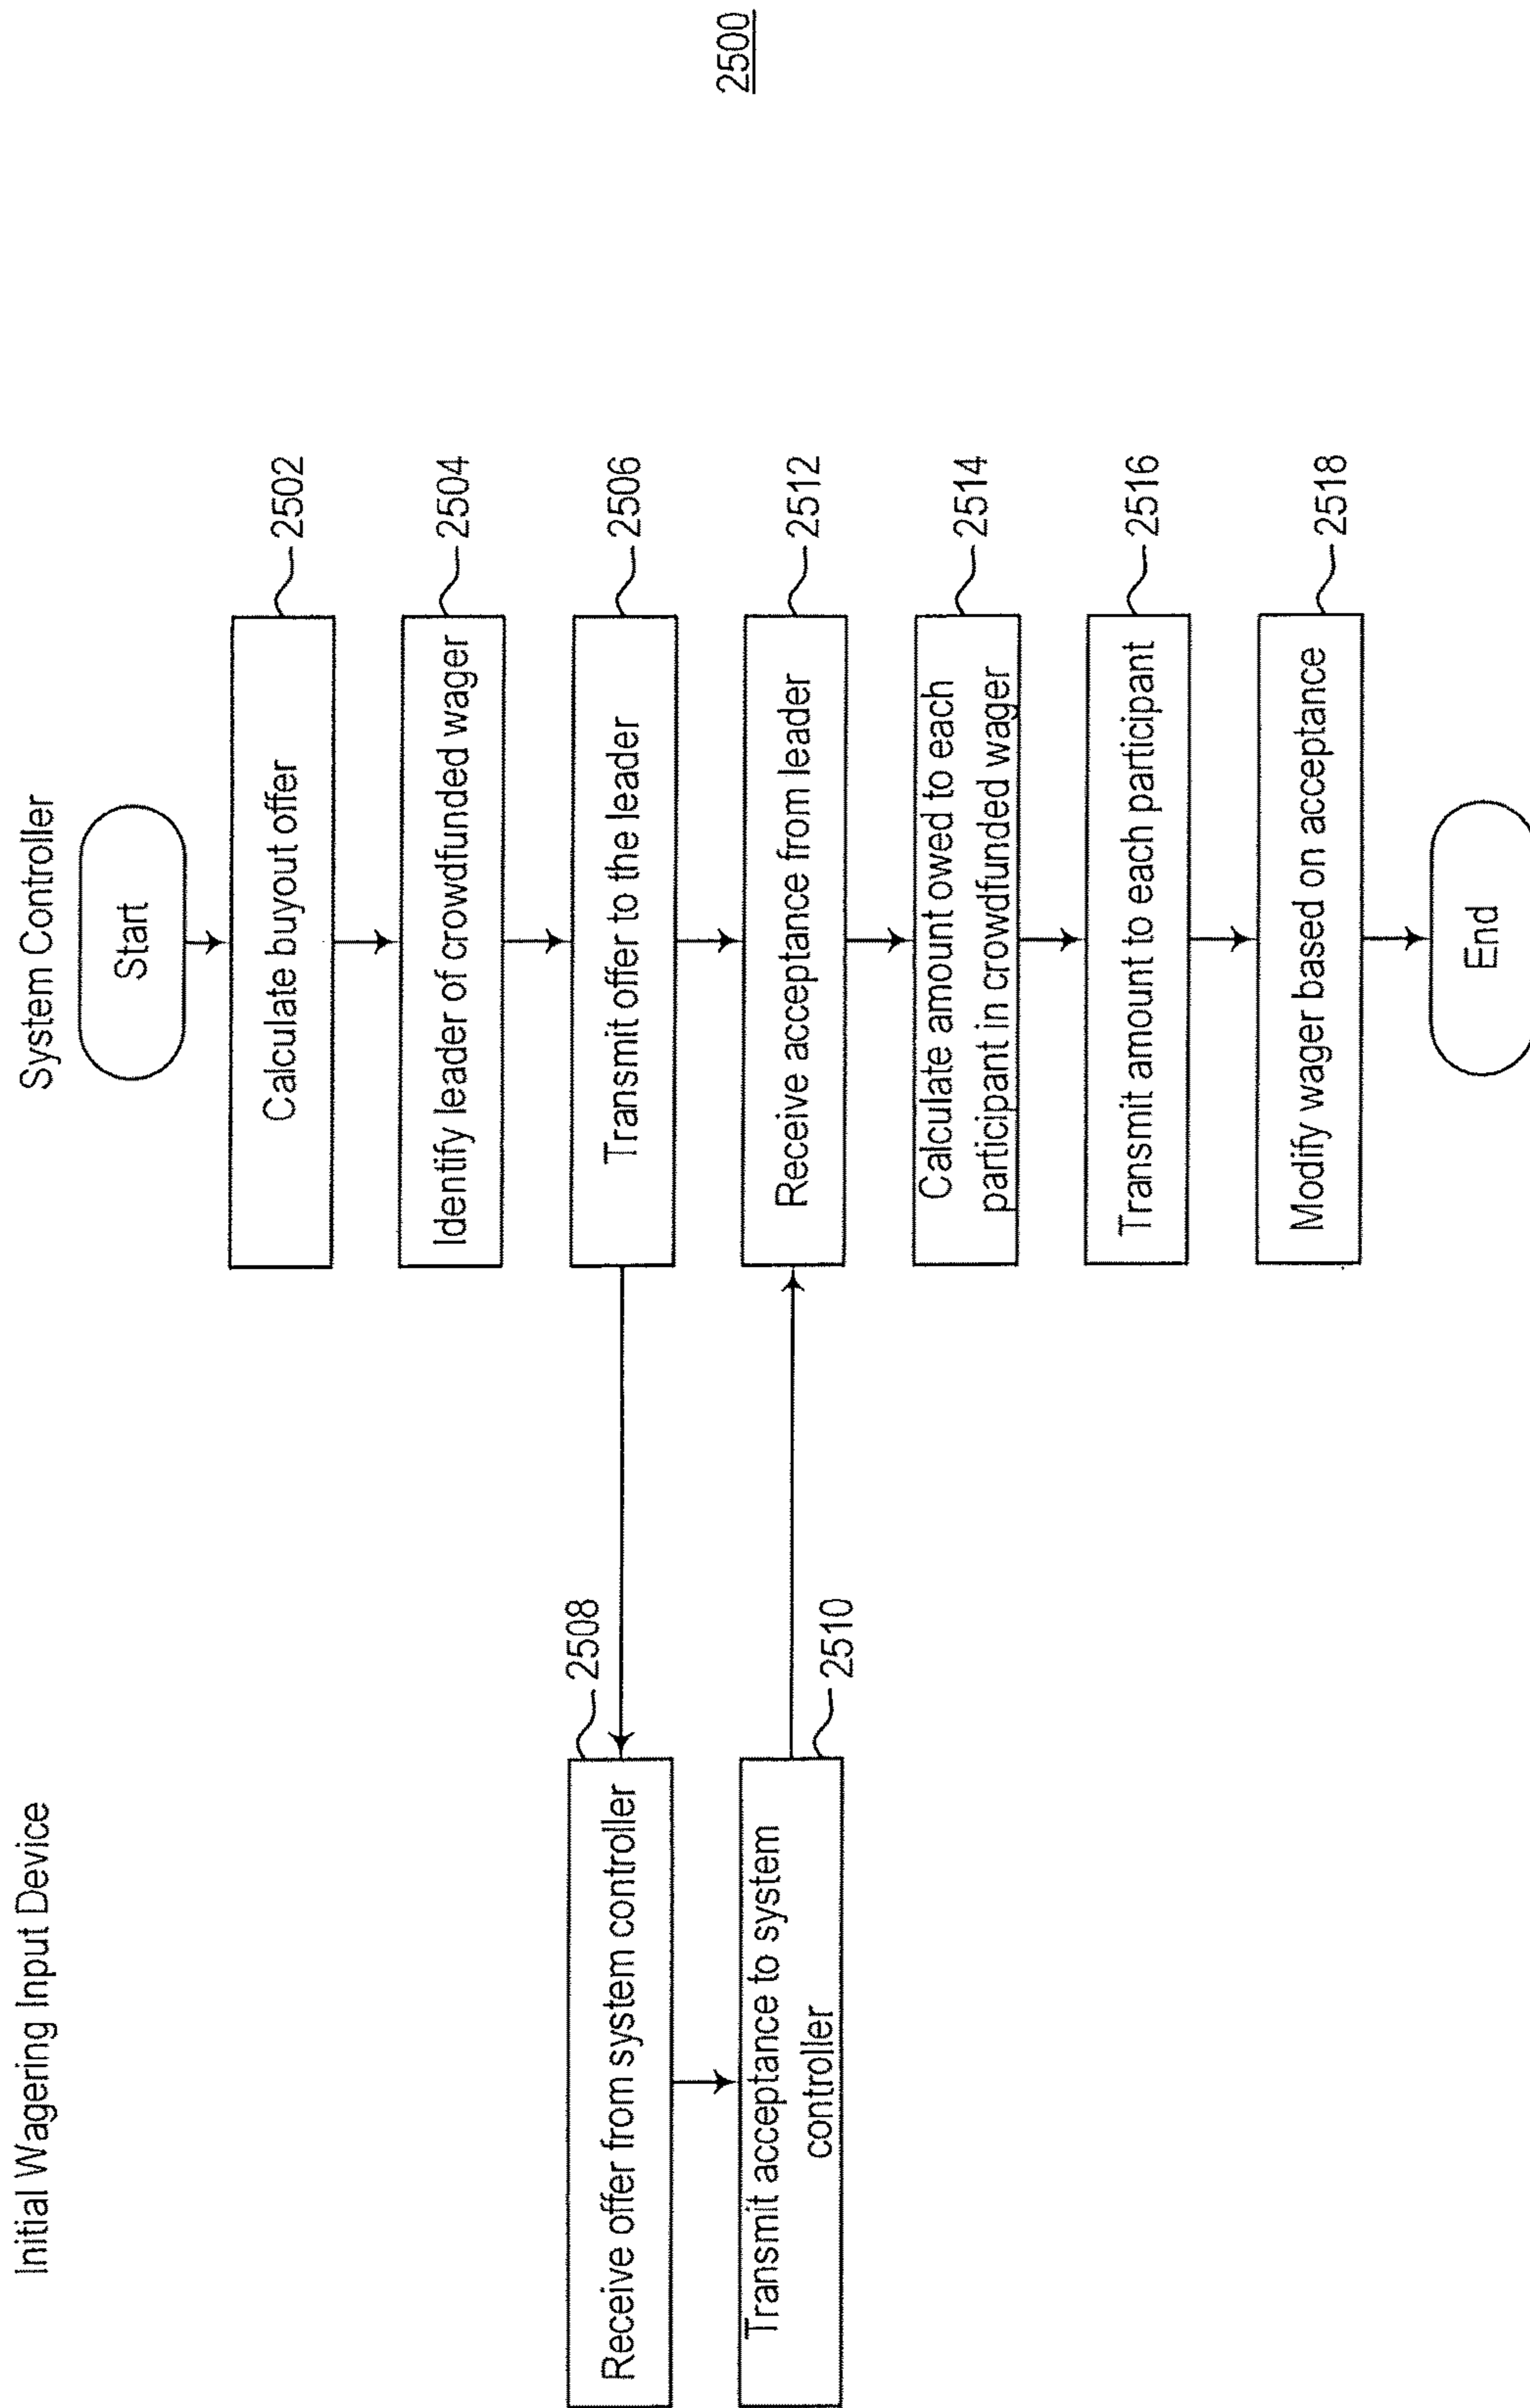 Initial Wagering Input Device
System Controller
Start
Calculate buyout offer
2502
Identify leader of crowdfunded wager
2504
Transmit offer to the leader
2506
Receive offer from system controller
2508
Transmit acceptance to system
controller
2510
Receive acceptance from leader
2512
Calculate amount owed to each
participant in crowdfunded wager
2514
Transmit amount to each participant
2516
Modify wager based on acceptance
2518
End
2500